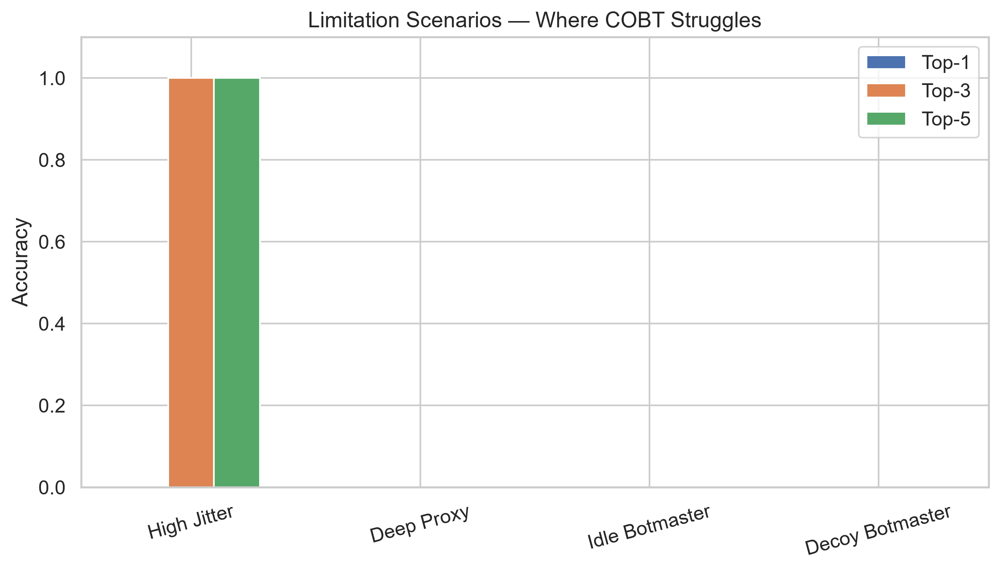 Limitation Scenarios — Where COBT Struggles
Top-1
Top-3
Top-5
Accuracy
1.0
0.8
0.6
0.4
0.2
0.0
High Jitter
Deep Proxy
Idle Botmaster
Decoy Botmaster